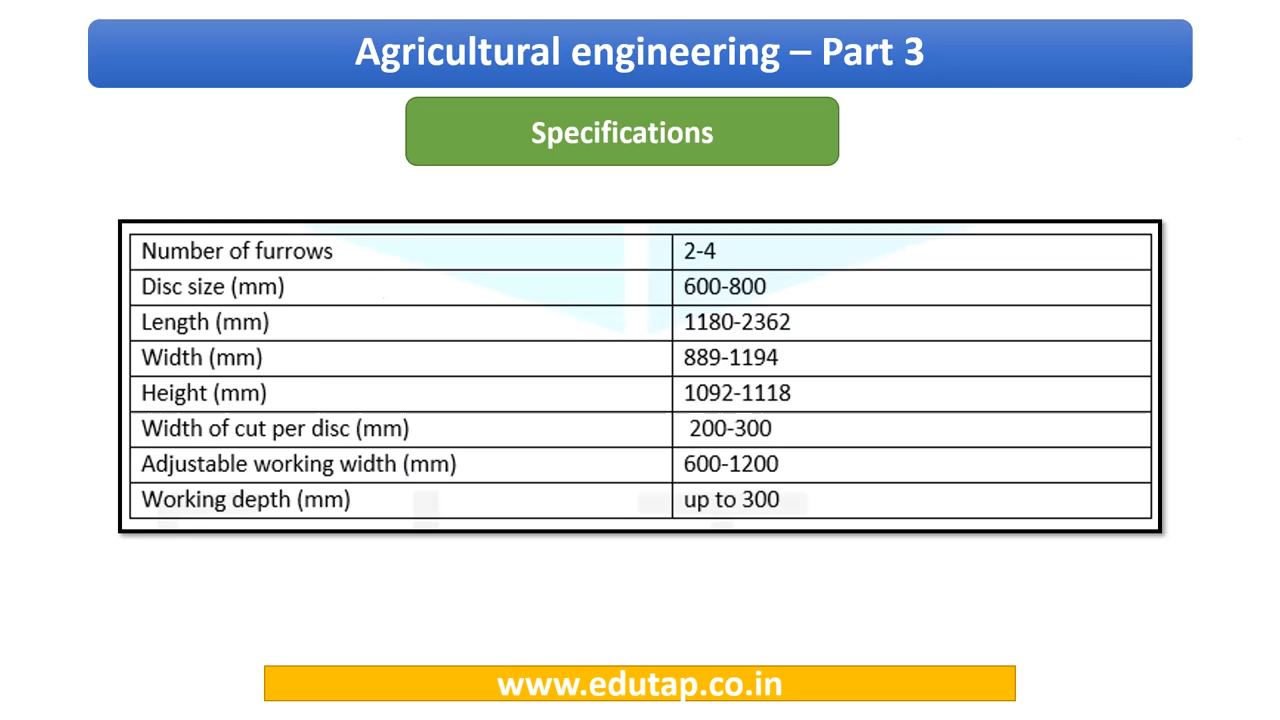 Agricultural engineering – Part 3
Specifications
Number of furrows 2-4
Disc size (mm) 600-800
Length (mm) 1180-2362
Width (mm) 889-1194
Height (mm) 1092-1118
Width of cut per disc (mm) 200-300
Adjustable working width (mm) 600-1200
Working depth (mm) up to 300
www.edutap.co.in